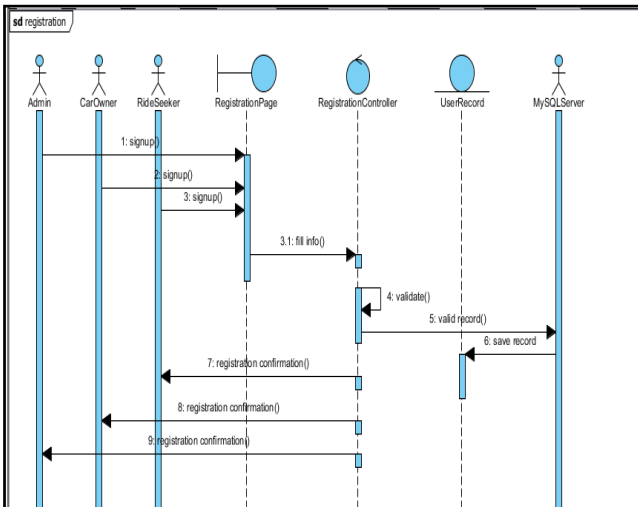 sd registration
Admin
CarOwner
RideSeeker
RegistrationPage
RegistrationController
UserRecord
MySQLServer
1: signup()
2: signup()
3: signup()
3.1: fill info()
4: validate()
5: valid record()
6: save record
7: registration confirmation()
8: registration confirmation()
9: registration confirmation()